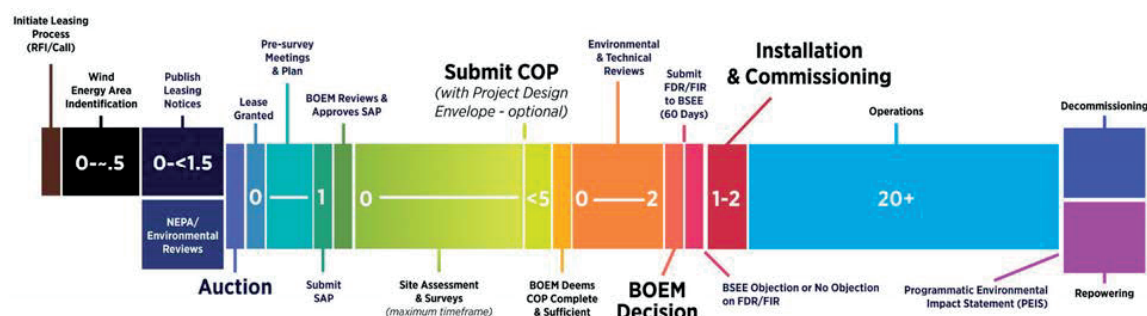 Initiate Leasing
Process
(RFI/Call)
Wind
Energy Area
Indentification
Publish
Leasing
Notices
Lease
Granted
Pre-survey
Meetings
& Plan
BOEM Reviews &
Approves SAP
Submit COP
(with Project Design
Envelope - optional)
Environmental
& Technical
Reviews
Submit
FDR/FIR
to BSEE
(60 Days)
Installation
& Commissioning
Operations
Decommissioning
0-~.5
0-<1.5
0
1
0
<5
0
2
1-2
20+
NEPA/
Environmental
Reviews
Auction
Submit
SAP
Site Assessment
& Surveys
(maximum timeframe)
BOEM Deems
COP Complete
& Sufficient
BOEM
Decision
BSEE Objection or No Objection
on FDR/FIR
Programmatic Environmental
Impact Statement (PEIS)
Repowering